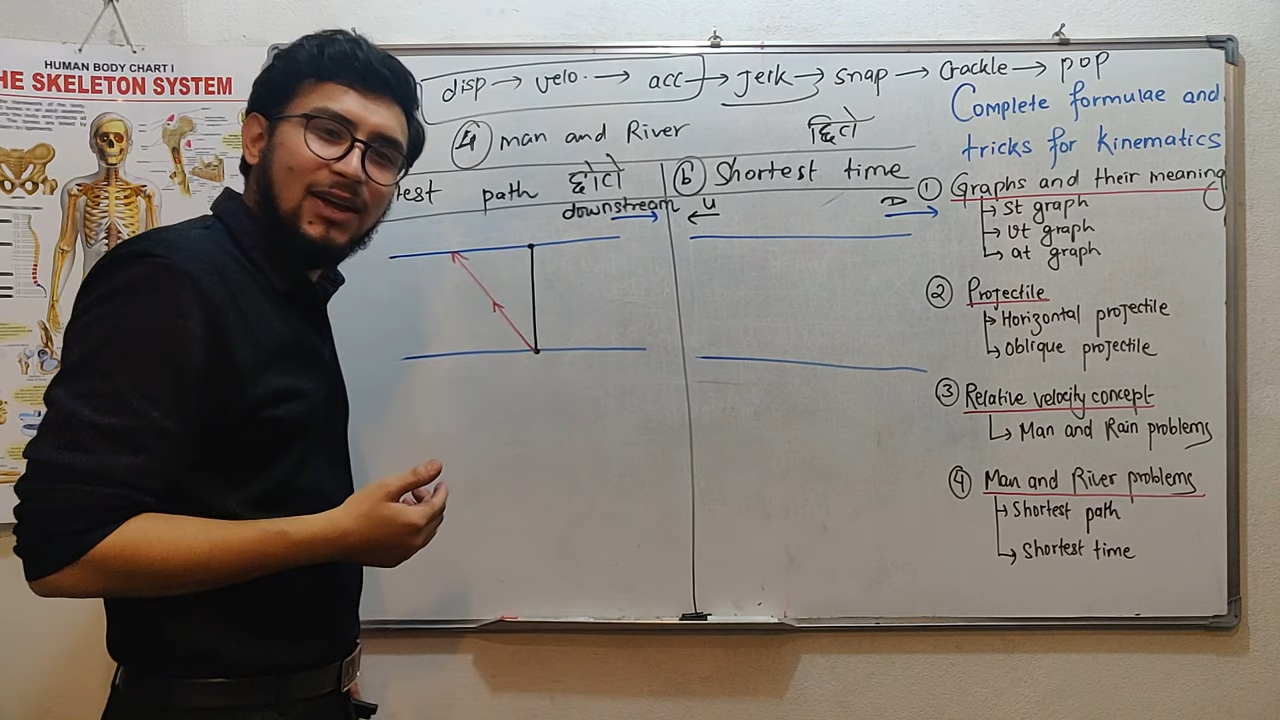 HUMAN BODY CHART I
HE SKELETON SYSTEM
disp → velo. → acc → Jerk → snap → crackle → pop
④ man and River
छिटो
test path छोटो
downstream
ⓑ Shortest time
U
D
Complete formulae and
tricks for Kinematics
① Graphs and their meaning
st graph
vt graph
at graph
② Projectile
Horizontal projectile
Oblique projectile
③ Relative velocity concept
Man and Rain problems
④ Man and River problems
Shortest path
Shortest time